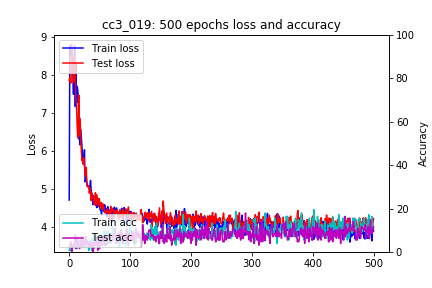 cc3_019: 500 epochs loss and accuracy
Train loss
Test loss
Train acc
Test acc
Loss
Accuracy
9
8
7
6
5
4
100
80
60
40
20
0
0
100
200
300
400
500